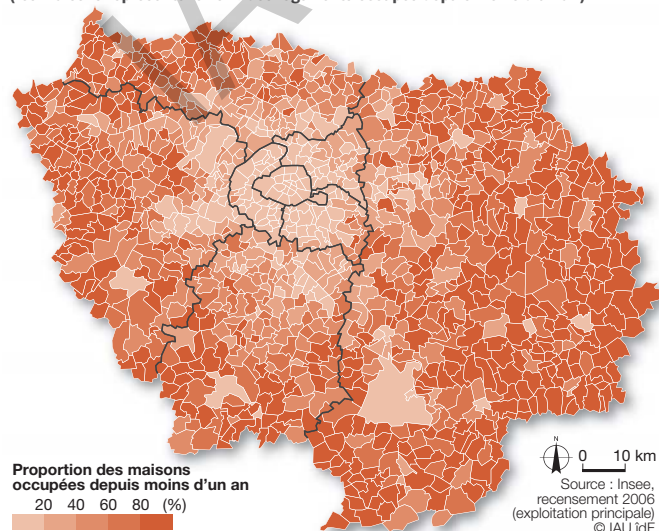 Proportion des maisons
occupées depuis moins d'un an
20 40 60 80 (%)
N
0 10 km
Source : Insee,
recensement 2006
(exploitation principale)
© IAU îdF